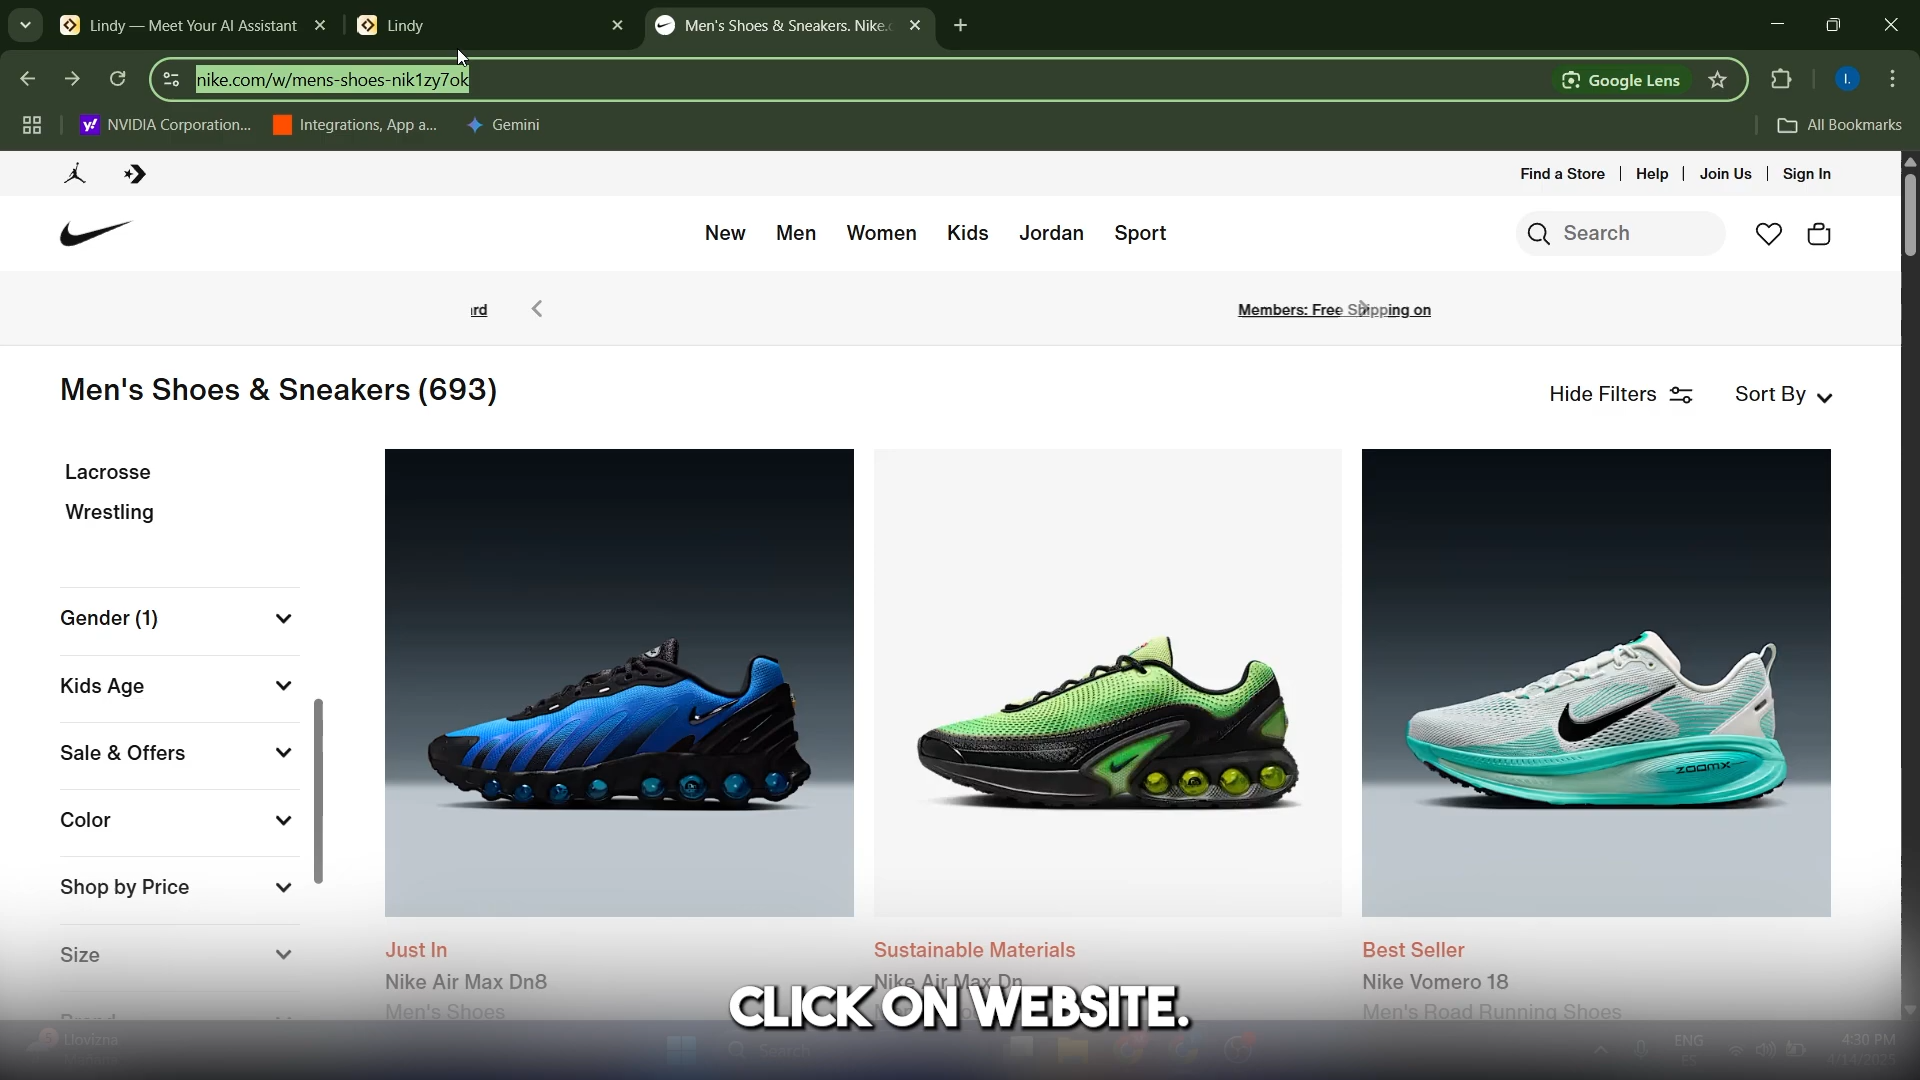 Lindy — Meet Your AI Assistant
Lindy
Men's Shoes & Sneakers. Nike.c
nike.com/w/mens-shoes-nik1zy7ok
Google Lens
I.
y!
NVIDIA Corporation...
Integrations, App a...
Gemini
All Bookmarks
Find a Store
Help
Join Us
Sign In
New
Men
Women
Kids
Jordan
Sport
Search
Members: Free Shipping on
Men's Shoes & Sneakers (693)
Hide Filters
Sort By
Lacrosse
Wrestling
Gender (1)
Kids Age
Sale & Offers
Color
Shop by Price
Size
Brand
zoomx
Just In
Nike Air Max Dn8
Men's Shoes
Sustainable Materials
Nike Air Max Dn
Best Seller
Nike Vomero 18
Men's Road Running Shoes
CLICK ON WEBSITE.
Llovizna
Search
ENG
ES
4:30 PM
4/14/2025